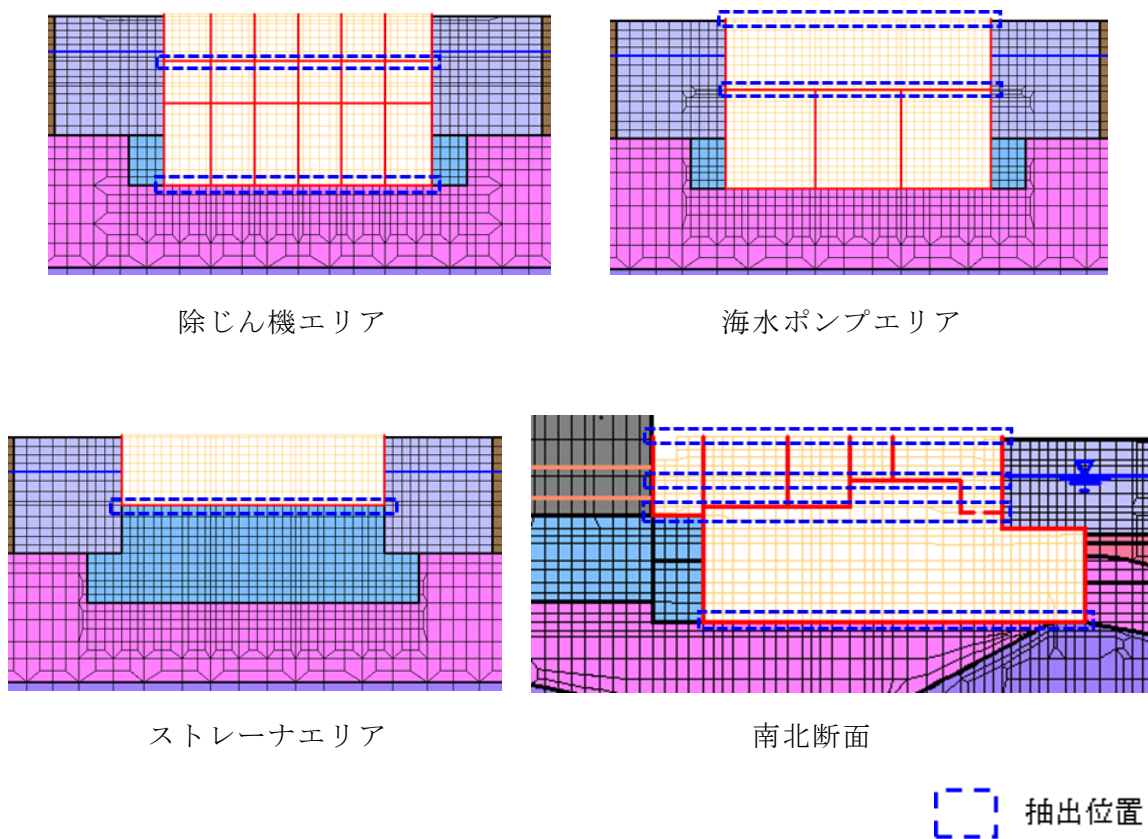 除じん機エリア
海水ポンプエリア
ストレーナエリア
南北断面
抽出位置